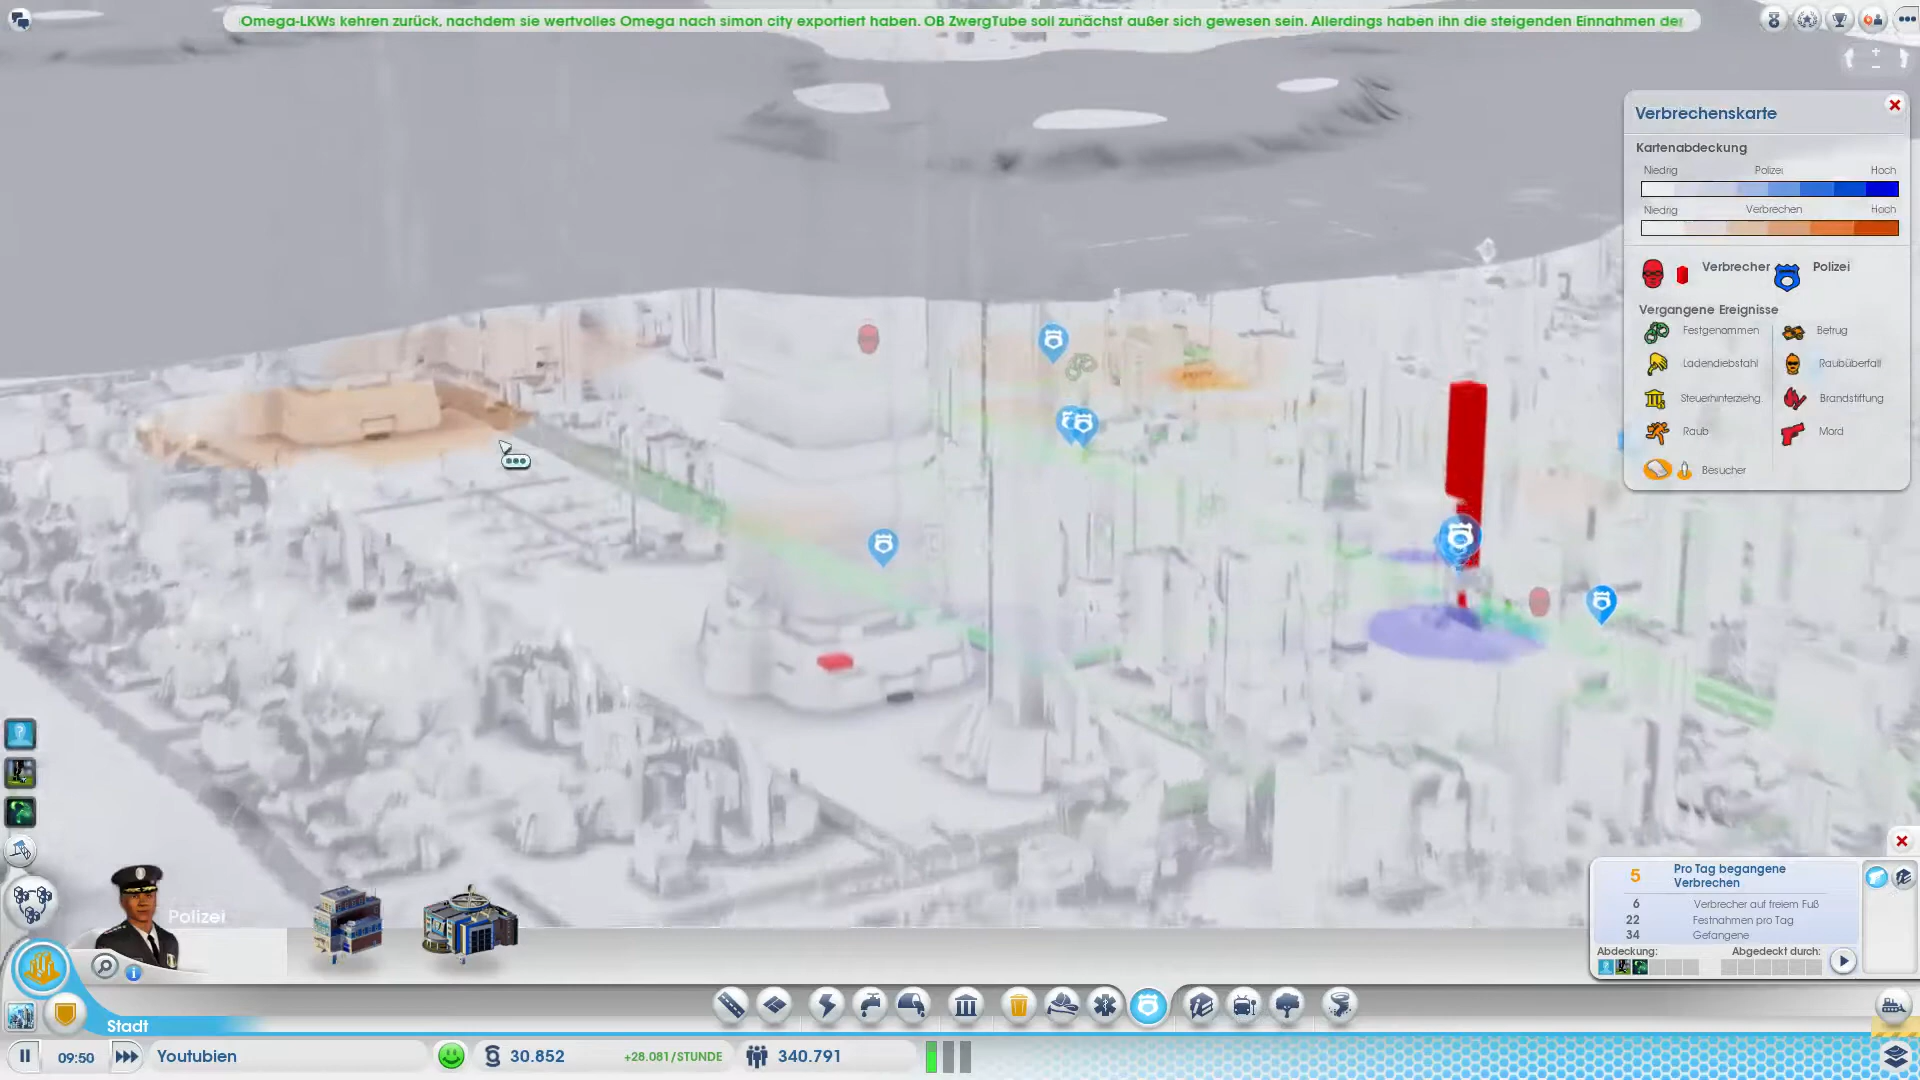 Omega-LKWs kehren zurück, nachdem sie wertvolles Omega nach simon city exportiert haben. OB ZwergTube soll zunächst außer sich gewesen sein. Allerdings haben ihn die steigenden Einnahmen der
Verbrechenskarte
Kartenabdeckung
Niedrig Polizei Hoch
Niedrig Verbrechen Hoch
Verbrecher Polizei
Vergangene Ereignisse
Festgenommen Betrug
Ladendiebstahl Raubüberfall
Steuerhinterziehg. Brandstiftung
Raub Mord
Besucher
5 Pro Tag begangene
Verbrechen
6 Verbrecher auf freiem Fuß
22 Festnahmen pro Tag
34 Gefangene
Abdeckung: Abgedeckt durch:
Polizei
Stadt
09:50 Youtubien 30.852 +28.081/STUNDE 340.791